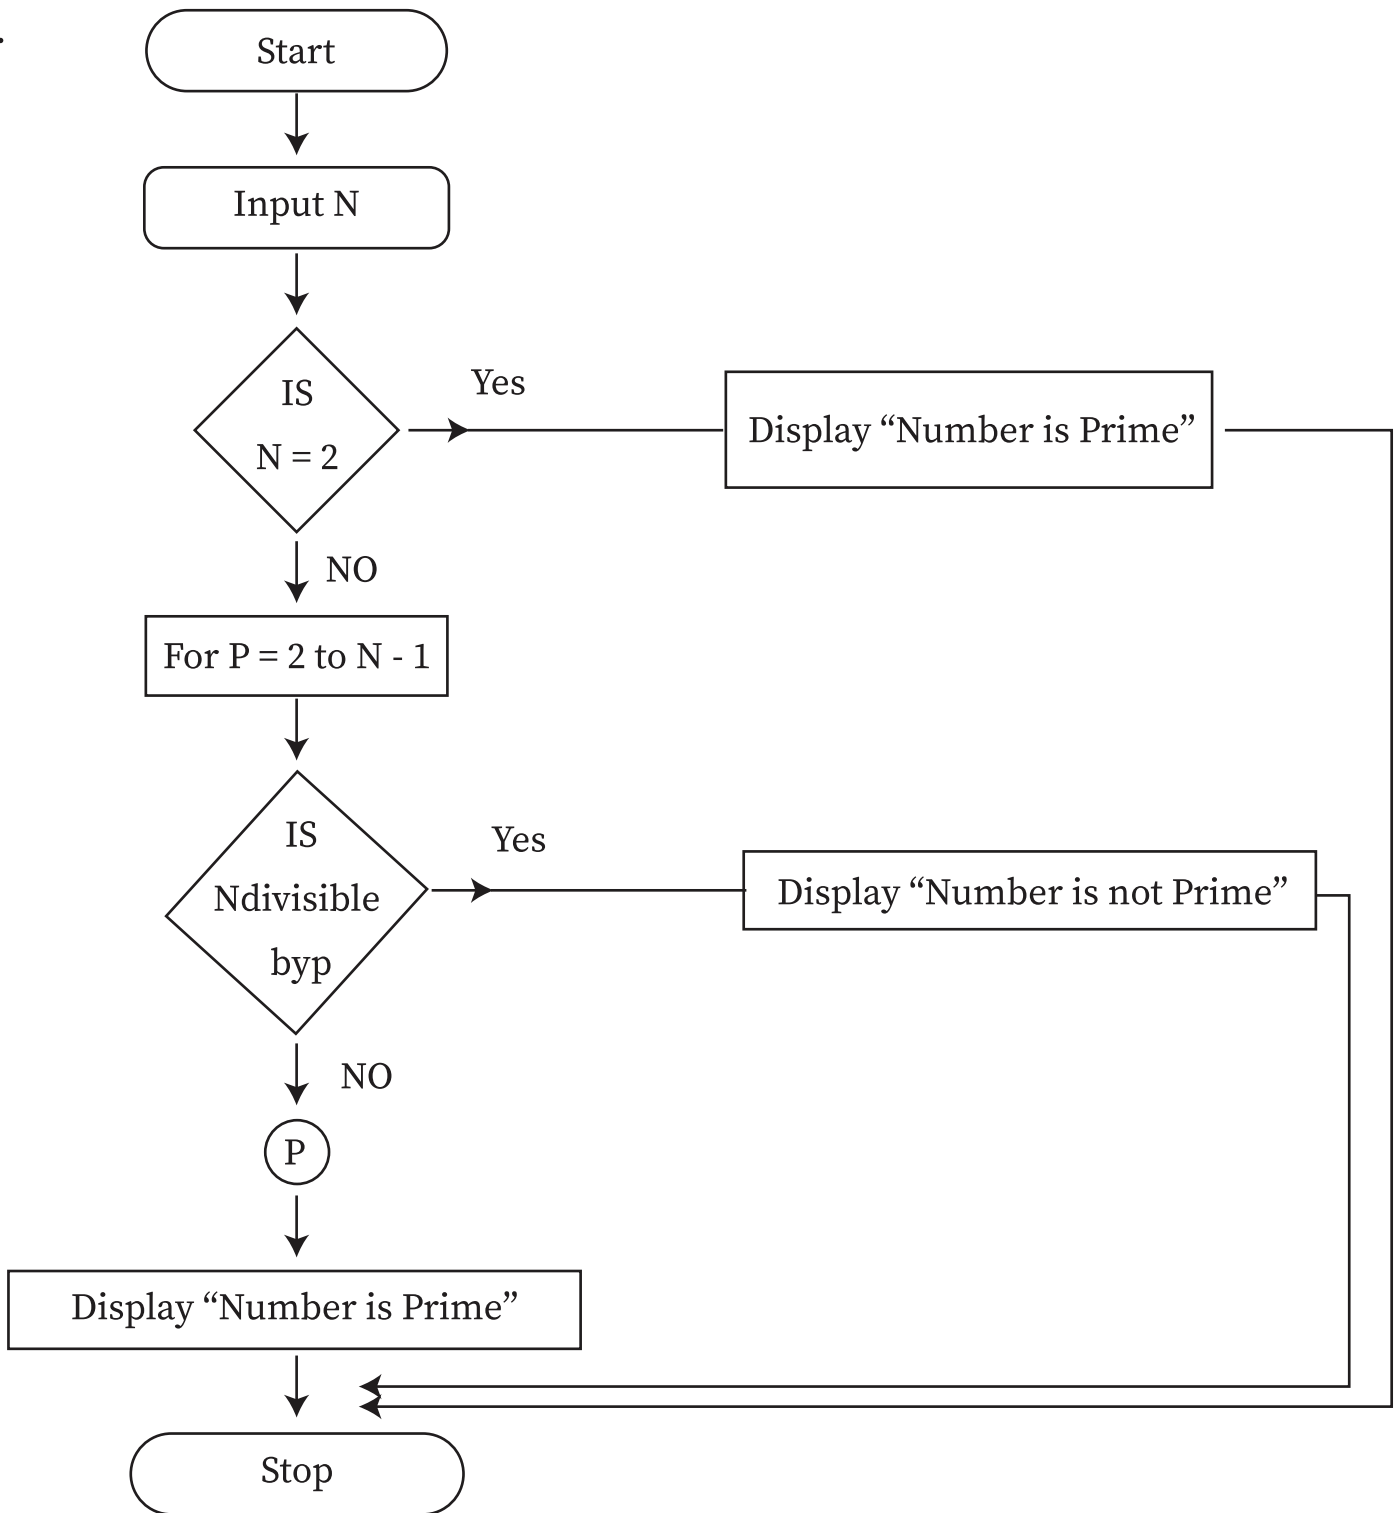 Start
Input N
IS
N = 2
Yes
Display “Number is Prime”
NO
For P = 2 to N - 1
IS
Ndivisible
byp
Yes
Display “Number is not Prime”
NO
P
Display “Number is Prime”
Stop